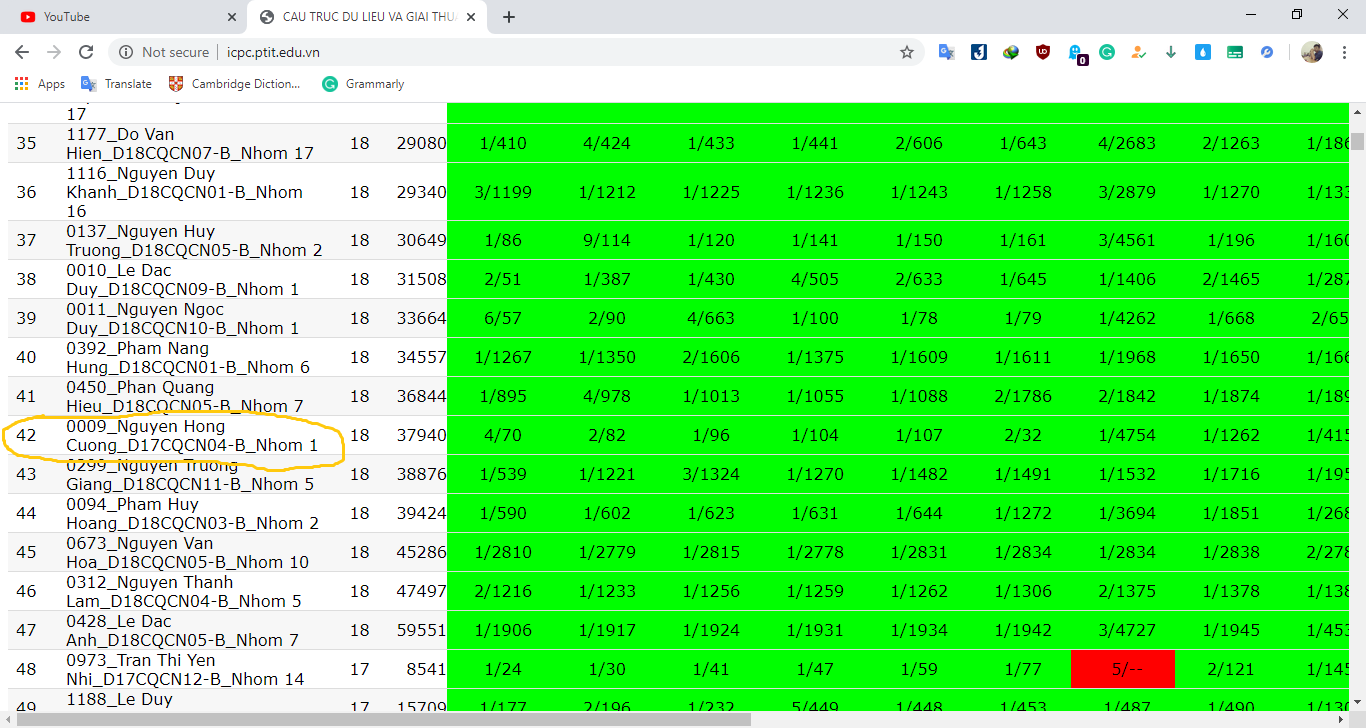 YouTube
CAU TRUC DU LIEU VA GIAI THU
Not secure | icpc.ptit.edu.vn
0
Apps Translate Cambridge Diction... Grammarly
17
35 1177_Do Van Hien_D18CQCN07-B_Nhom 17 18 29080 1/410 4/424 1/433 1/441 2/606 1/643 4/2683 2/1263 1/186
36 1116_Nguyen Duy Khanh_D18CQCN01-B_Nhom 16 18 29340 3/1199 1/1212 1/1225 1/1236 1/1243 1/1258 3/2879 1/1270 1/133
37 0137_Nguyen Huy Truong_D18CQCN05-B_Nhom 2 18 30649 1/86 9/114 1/120 1/141 1/150 1/161 3/4561 1/196 1/160
38 0010_Le Dac Duy_D18CQCN09-B_Nhom 1 18 31508 2/51 1/387 1/430 4/505 2/633 1/645 1/1406 2/1465 1/287
39 0011_Nguyen Ngoc Duy_D18CQCN10-B_Nhom 1 18 33664 6/57 2/90 4/663 1/100 1/78 1/79 1/4262 1/668 2/65
40 0392_Pham Nang Hung_D18CQCN01-B_Nhom 6 18 34557 1/1267 1/1350 2/1606 1/1375 1/1609 1/1611 1/1968 1/1650 1/166
41 0450_Phan Quang Hieu_D18CQCN05-B_Nhom 7 18 36844 1/895 4/978 1/1013 1/1055 1/1088 2/1786 2/1842 1/1874 1/189
42 0009_Nguyen Hong Cuong_D17CQCN04-B_Nhom 1 18 37940 4/70 2/82 1/96 1/104 1/107 2/32 1/4754 1/1262 1/415
43 0299_Nguyen Truong Giang_D18CQCN11-B_Nhom 5 18 38876 1/539 1/1221 3/1324 1/1270 1/1482 1/1491 1/1532 1/1716 1/195
44 0094_Pham Huy Hoang_D18CQCN03-B_Nhom 2 18 39424 1/590 1/602 1/623 1/631 1/644 1/1272 1/3694 1/1851 1/268
45 0673_Nguyen Van Hoa_D18CQCN05-B_Nhom 10 18 45286 1/2810 1/2779 1/2815 1/2778 1/2831 1/2834 1/2834 1/2838 2/278
46 0312_Nguyen Thanh Lam_D18CQCN04-B_Nhom 5 18 47497 2/1216 1/1233 1/1256 1/1259 1/1262 1/1306 2/1375 1/1378 1/138
47 0428_Le Dac Anh_D18CQCN05-B_Nhom 7 18 59551 1/1906 1/1917 1/1924 1/1931 1/1934 1/1942 3/4727 1/1945 1/453
48 0973_Tran Thi Yen Nhi_D17CQCN12-B_Nhom 14 17 8541 1/24 1/30 1/41 1/47 1/59 1/77 5/-- 2/121 1/145
49 1188_Le Duy 17 15709 1/177 2/196 1/232 5/449 1/448 1/453 1/487 1/490 1/130